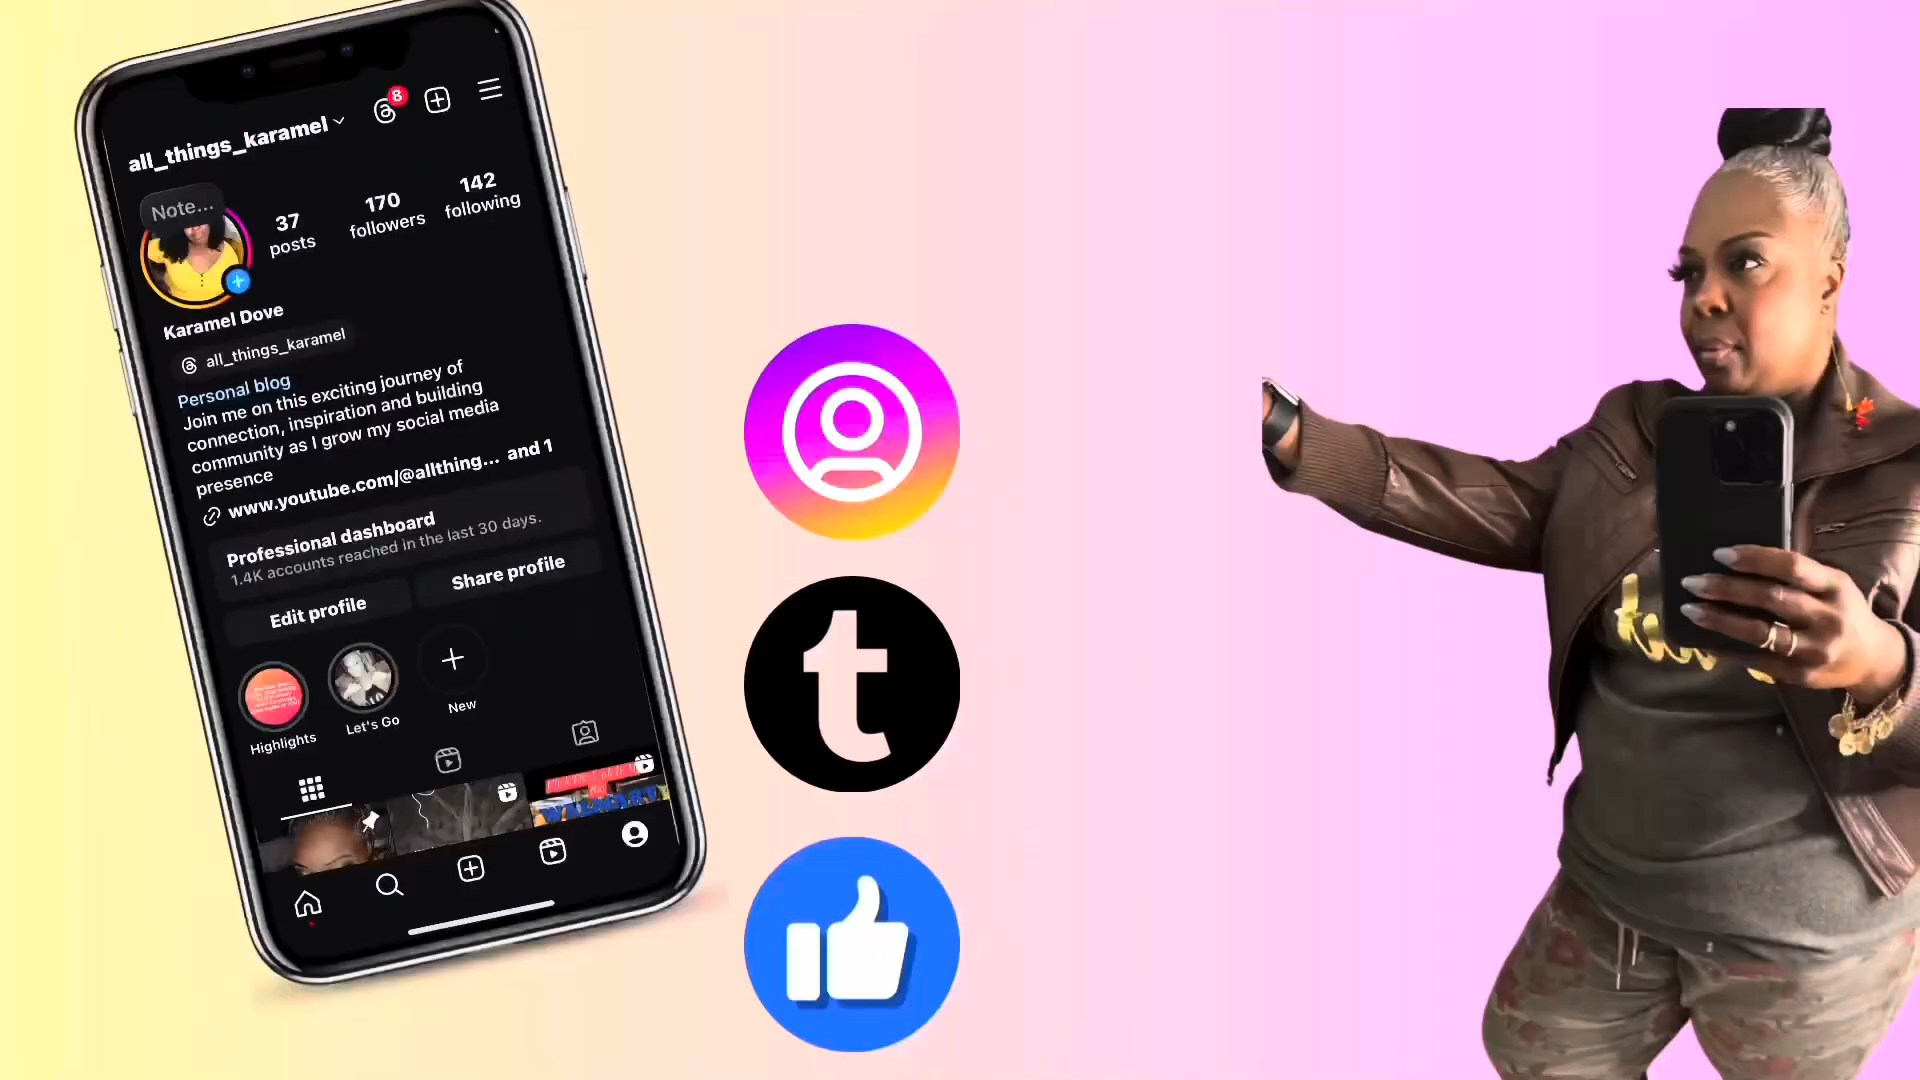 all_things_karamel
8
Note...
37
posts
170
followers
142
following
Karamel Dove
all_things_karamel
Personal blog
Join me on this exciting journey of
connection, inspiration and building
community as I grow my social media
presence
www.youtube.com/@allthing... and 1
Professional dashboard
1.4K accounts reached in the last 30 days.
Edit profile
Share profile
Highlights
Let's Go
New
t